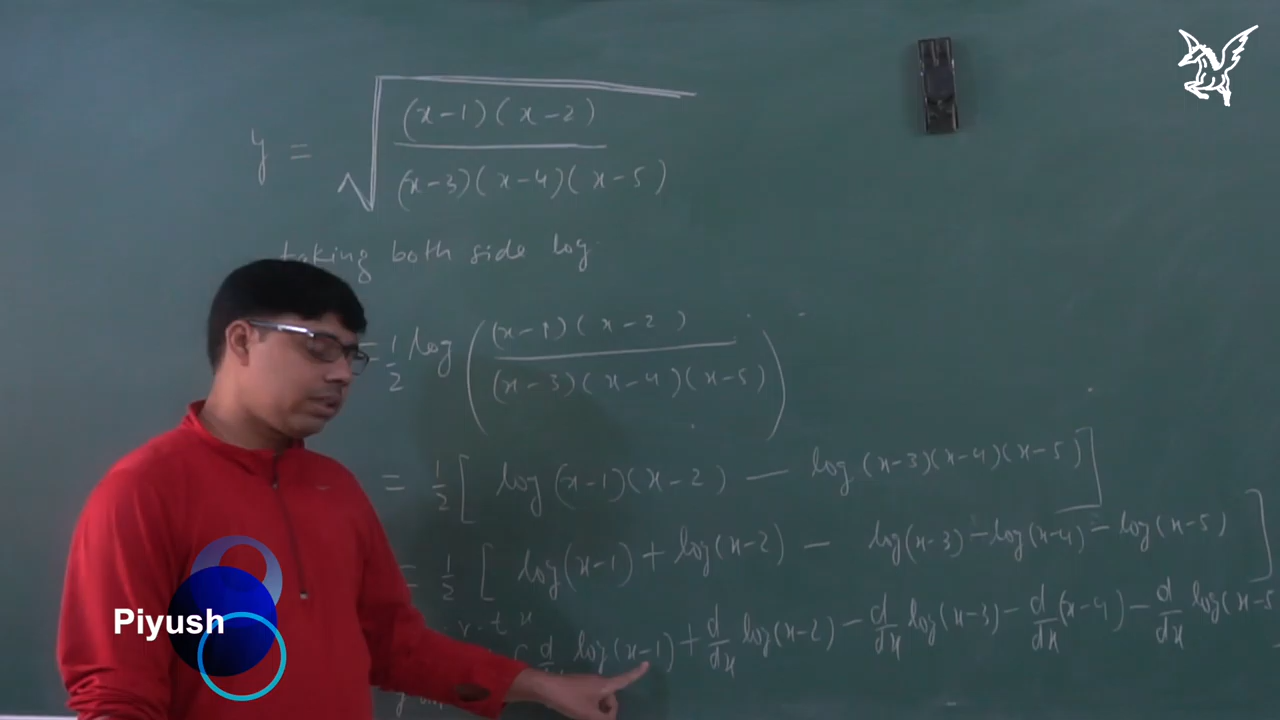 y = √((x-1)(x-2) / (x-3)(x-4)(x-5))
taking both side log
= 1/2 log((x-1)(x-2) / (x-3)(x-4)(x-5))
= 1/2 [ log(x-1)(x-2) — log(x-3)(x-4)(x-5) ]
= 1/2 [ log(x-1) + log(x-2) - log(x-3) - log(x-4) - log(x-5) ]
r-t x
[ d/dx log(x-1) + d/dx log(x-2) - d/dx log(x-3) - d/dx (x-4) - d/dx log(x-5
Piyush